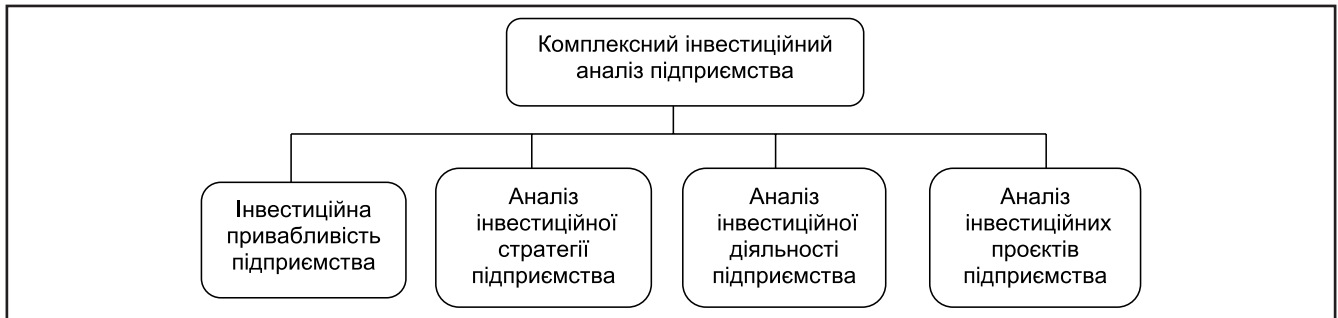 Комплексний інвестиційний
аналіз підприємства
Інвестиційна
привабливість
підприємства
Аналіз
інвестиційної
стратегії
підприємства
Аналіз
інвестиційної
діяльності
підприємства
Аналіз
інвестиційних
проєктів
підприємства